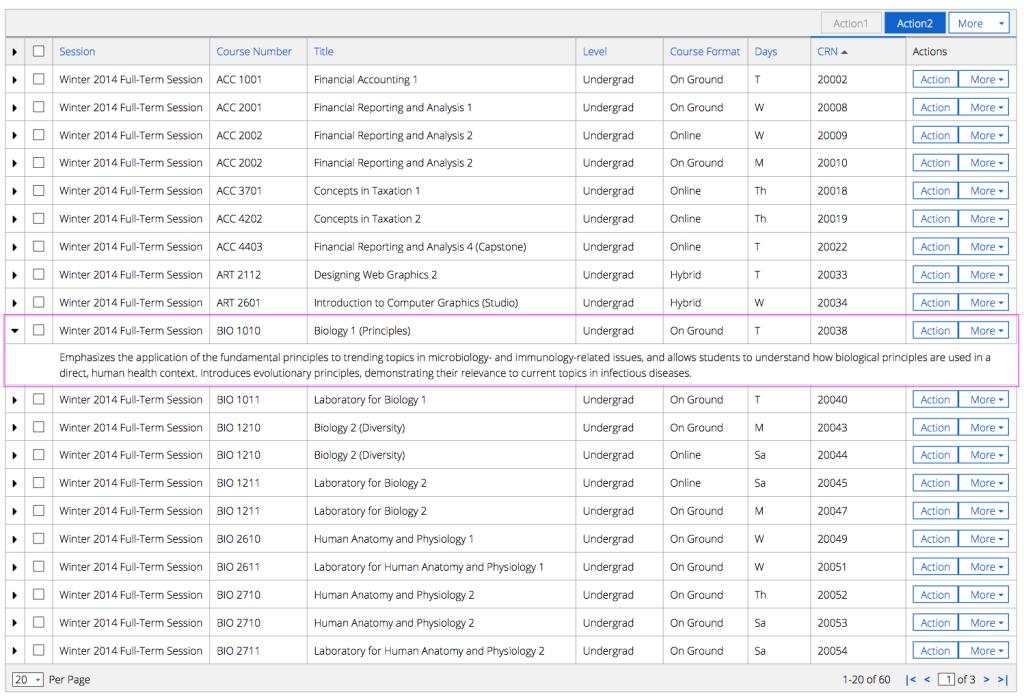 Action1 Action2 More
Session Course Number Title Level Course Format Days CRN Actions
Winter 2014 Full-Term Session ACC 1001 Financial Accounting 1 Undergrad On Ground T 20002 Action More
Winter 2014 Full-Term Session ACC 2001 Financial Reporting and Analysis 1 Undergrad On Ground W 20008 Action More
Winter 2014 Full-Term Session ACC 2002 Financial Reporting and Analysis 2 Undergrad Online W 20009 Action More
Winter 2014 Full-Term Session ACC 2002 Financial Reporting and Analysis 2 Undergrad On Ground M 20010 Action More
Winter 2014 Full-Term Session ACC 3701 Concepts in Taxation 1 Undergrad Online Th 20018 Action More
Winter 2014 Full-Term Session ACC 4202 Concepts in Taxation 2 Undergrad Online Th 20019 Action More
Winter 2014 Full-Term Session ACC 4403 Financial Reporting and Analysis 4 (Capstone) Undergrad Online T 20022 Action More
Winter 2014 Full-Term Session ART 2112 Designing Web Graphics 2 Undergrad Hybrid T 20033 Action More
Winter 2014 Full-Term Session ART 2601 Introduction to Computer Graphics (Studio) Undergrad Hybrid W 20034 Action More
Winter 2014 Full-Term Session BIO 1010 Biology 1 (Principles) Undergrad On Ground T 20038 Action More
Emphasizes the application of the fundamental principles to trending topics in microbiology- and immunology-related issues, and allows students to understand how biological principles are used in a
direct, human health context. Introduces evolutionary principles, demonstrating their relevance to current topics in infectious diseases.
Winter 2014 Full-Term Session BIO 1011 Laboratory for Biology 1 Undergrad On Ground T 20040 Action More
Winter 2014 Full-Term Session BIO 1210 Biology 2 (Diversity) Undergrad On Ground M 20043 Action More
Winter 2014 Full-Term Session BIO 1210 Biology 2 (Diversity) Undergrad Online Sa 20044 Action More
Winter 2014 Full-Term Session BIO 1211 Laboratory for Biology 2 Undergrad Online Sa 20045 Action More
Winter 2014 Full-Term Session BIO 1211 Laboratory for Biology 2 Undergrad On Ground M 20047 Action More
Winter 2014 Full-Term Session BIO 2610 Human Anatomy and Physiology 1 Undergrad On Ground W 20049 Action More
Winter 2014 Full-Term Session BIO 2611 Laboratory for Human Anatomy and Physiology 1 Undergrad On Ground W 20051 Action More
Winter 2014 Full-Term Session BIO 2710 Human Anatomy and Physiology 2 Undergrad On Ground Th 20052 Action More
Winter 2014 Full-Term Session BIO 2710 Human Anatomy and Physiology 2 Undergrad On Ground Sa 20053 Action More
Winter 2014 Full-Term Session BIO 2711 Laboratory for Human Anatomy and Physiology 2 Undergrad On Ground Sa 20054 Action More
20 Per Page 1-20 of 60 |< < 1 of 3 > >|